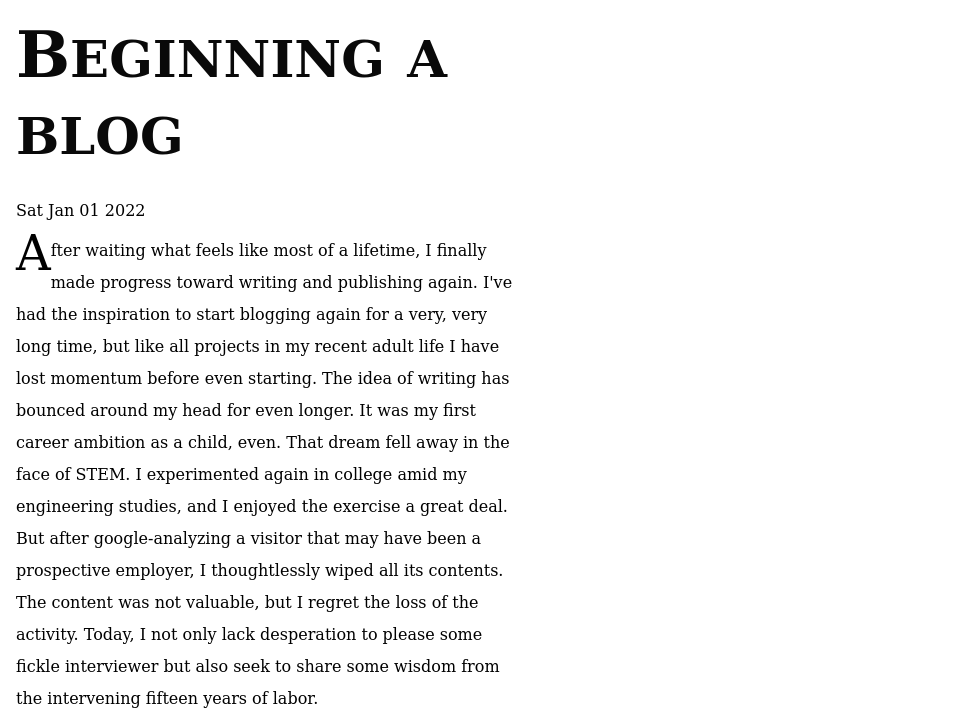 Beginning a
blog
Sat Jan 01 2022
After waiting what feels like most of a lifetime, I finally
made progress toward writing and publishing again. I've
had the inspiration to start blogging again for a very, very
long time, but like all projects in my recent adult life I have
lost momentum before even starting. The idea of writing has
bounced around my head for even longer. It was my first
career ambition as a child, even. That dream fell away in the
face of STEM. I experimented again in college amid my
engineering studies, and I enjoyed the exercise a great deal.
But after google-analyzing a visitor that may have been a
prospective employer, I thoughtlessly wiped all its contents.
The content was not valuable, but I regret the loss of the
activity. Today, I not only lack desperation to please some
fickle interviewer but also seek to share some wisdom from
the intervening fifteen years of labor.